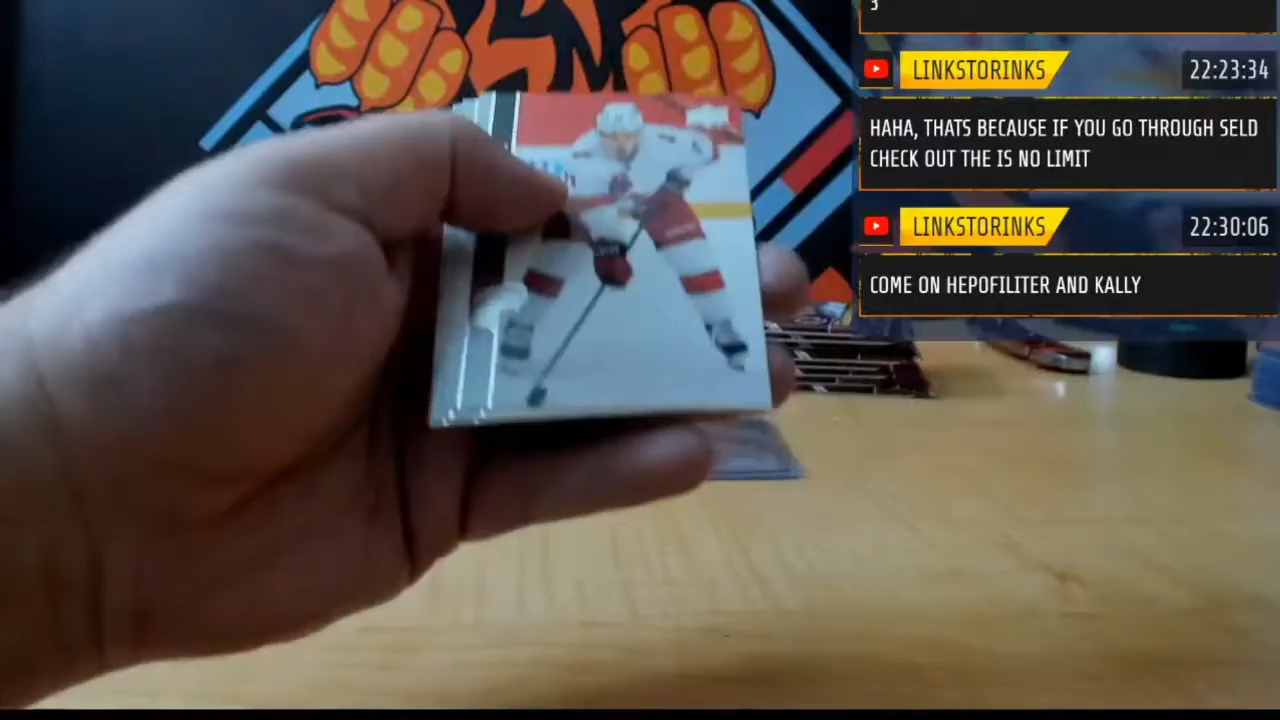 3
LINKSTORINKS
22:23:34
HAHA, THATS BECAUSE IF YOU GO THROUGH SELD
CHECK OUT THE IS NO LIMIT
LINKSTORINKS
22:30:06
COME ON HEPOFILITER AND KALLY